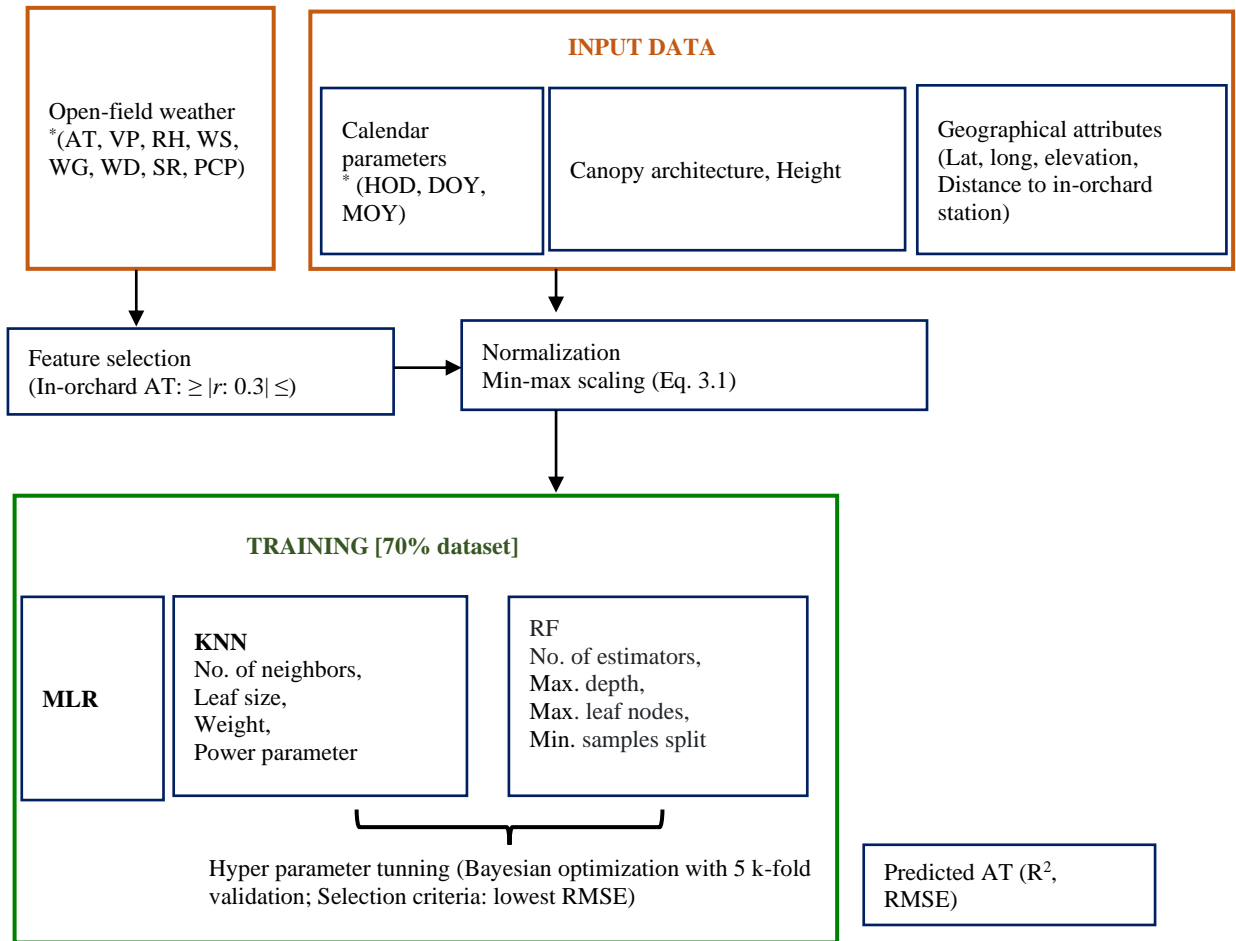 Open-field weather
*(AT, VP, RH, WS,
WG, WD, SR, PCP)
INPUT DATA
Calendar
parameters
* (HOD, DOY,
MOY)
Canopy architecture, Height
Geographical attributes
(Lat, long, elevation,
Distance to in-orchard
station)
Feature selection
(In-orchard AT: ≥ |r: 0.3| ≤)
Normalization
Min-max scaling (Eq. 3.1)
TRAINING [70% dataset]
MLR
KNN
No. of neighbors,
Leaf size,
Weight,
Power parameter
RF
No. of estimators,
Max. depth,
Max. leaf nodes,
Min. samples split
Hyper parameter tunning (Bayesian optimization with 5 k-fold
validation; Selection criteria: lowest RMSE)
Predicted AT (R²,
RMSE)